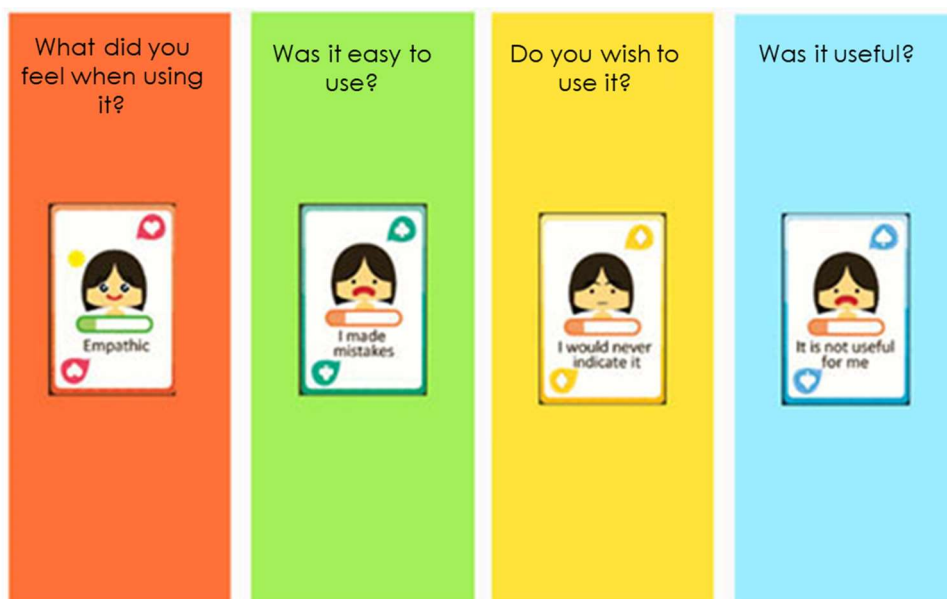 What did you
feel when using
it?
Empathic
Was it easy to
use?
I made
mistakes
Do you wish to
use it?
I would never
indicate it
Was it useful?
It is not useful
for me